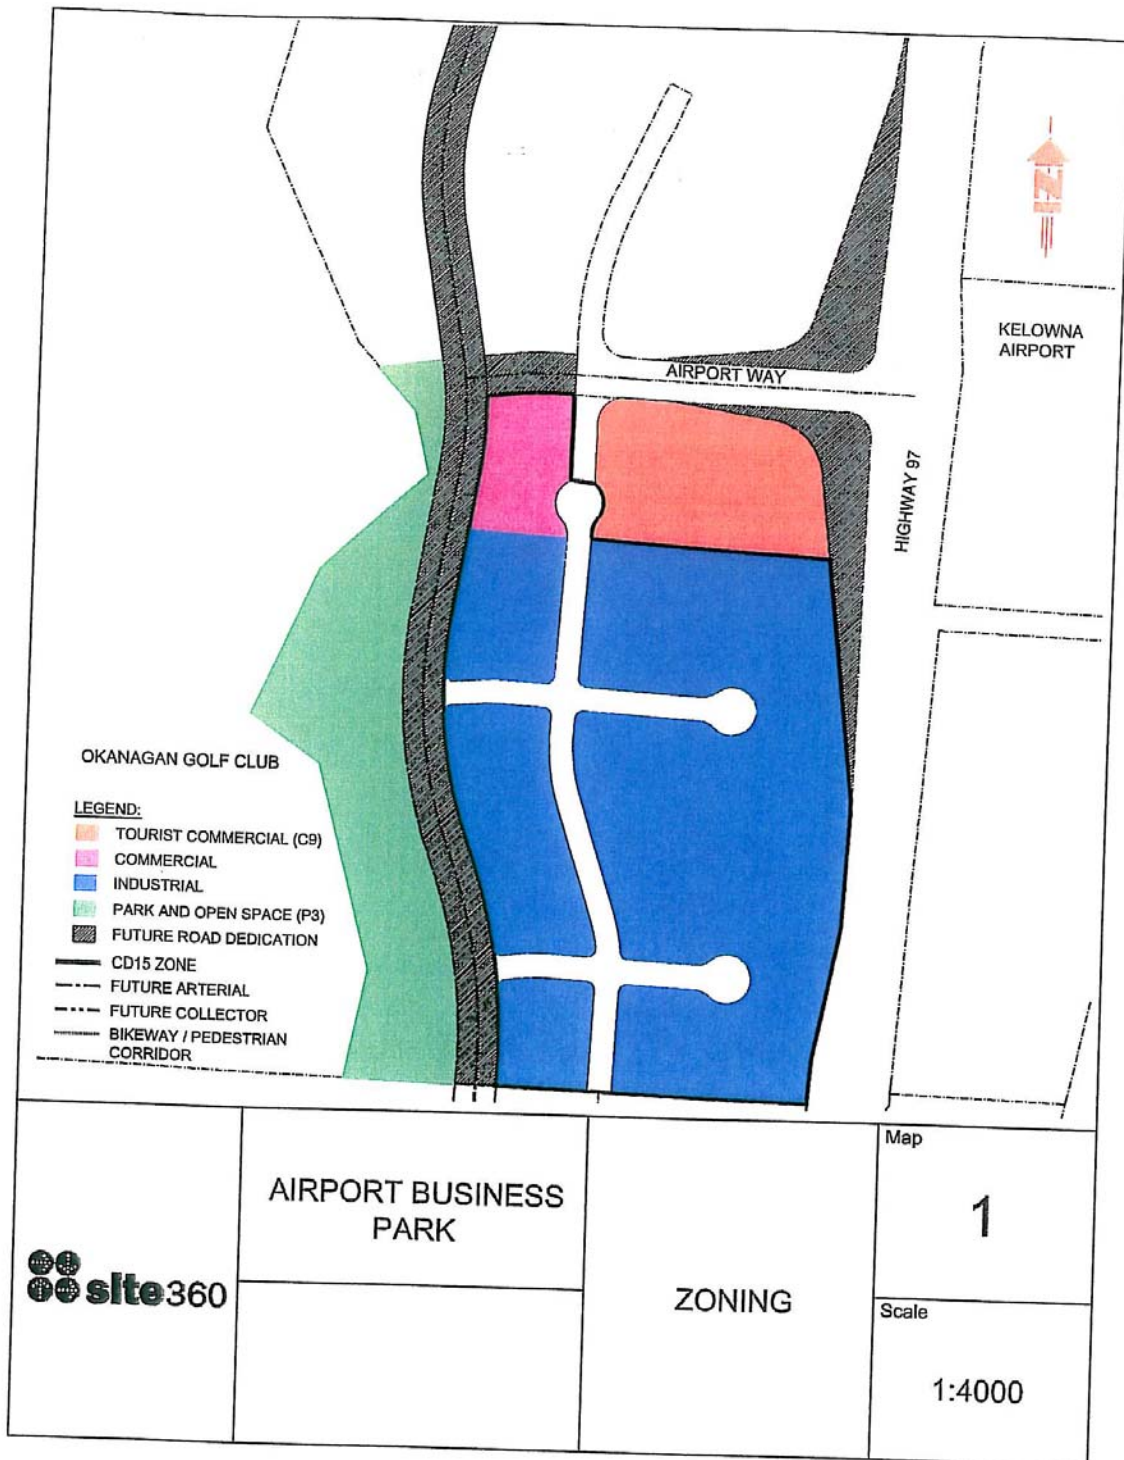 N
KELOWNA
AIRPORT
AIRPORT WAY
HIGHWAY 97
OKANAGAN GOLF CLUB
LEGEND:
TOURIST COMMERCIAL (C9)
COMMERCIAL
INDUSTRIAL
PARK AND OPEN SPACE (P3)
FUTURE ROAD DEDICATION
CD15 ZONE
FUTURE ARTERIAL
FUTURE COLLECTOR
BIKEWAY / PEDESTRIAN
CORRIDOR
site360
AIRPORT BUSINESS
PARK
ZONING
Map
1
Scale
1:4000